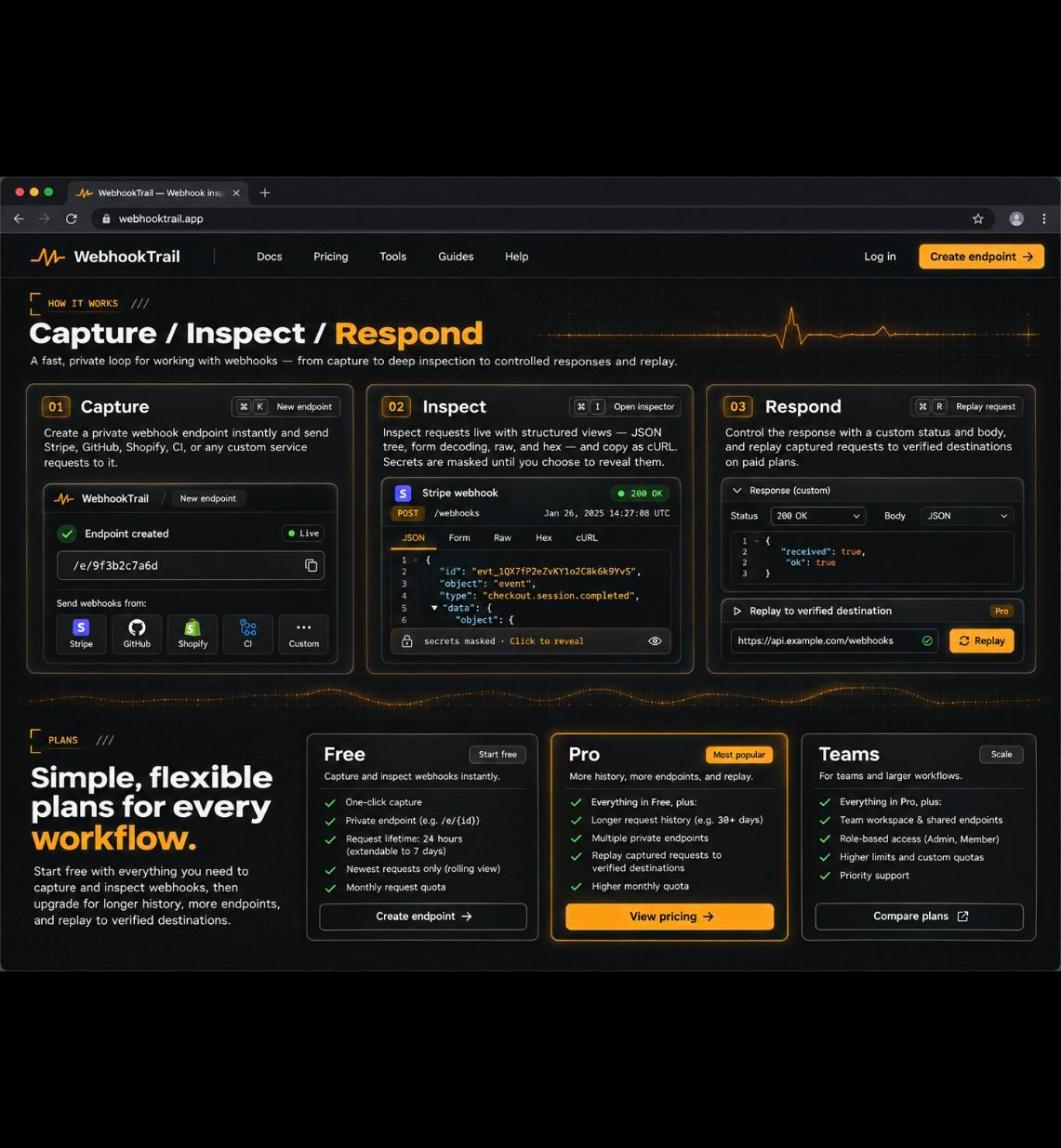 WebhookTrail — Webhook insp
webhooktrail.app
WebhookTrail
Docs
Pricing
Tools
Guides
Help
Log in
Create endpoint →
HOW IT WORKS ///
Capture / Inspect / Respond
A fast, private loop for working with webhooks — from capture to deep inspection to controlled responses and replay.
01 Capture
⌘ K New endpoint
Create a private webhook endpoint instantly and send
Stripe, GitHub, Shopify, CI, or any custom service
requests to it.
WebhookTrail / New endpoint
Endpoint created
Live
/e/9f3b2c7a6d
Send webhooks from:
S
Stripe
GitHub
Shopify
CI
Custom
02 Inspect
⌘ I Open inspector
Inspect requests live with structured views — JSON
tree, form decoding, raw, and hex — and copy as cURL.
Secrets are masked until you choose to reveal them.
S Stripe webhook
200 OK
POST /webhooks
Jan 26, 2025 14:27:08 UTC
JSON Form Raw Hex cURL
1 {
2 "id": "evt_1QX7fP2eZvKY1o2C8k6k9YvS",
3 "object": "event",
4 "type": "checkout.session.completed",
5 ▼ "data": {
6 "object": {
secrets masked · Click to reveal
03 Respond
⌘ R Replay request
Control the response with a custom status and body,
and replay captured requests to verified destinations
on paid plans.
Response (custom)
Status 200 OK Body JSON
1 - {
2 "received": true,
2 "ok": true
3 }
Replay to verified destination
Pro
https://api.example.com/webhooks
Replay
PLANS ///
Simple, flexible
plans for every
workflow.
Start free with everything you need to
capture and inspect webhooks, then
upgrade for longer history, more endpoints,
and replay to verified destinations.
Free
Start free
Capture and inspect webhooks instantly.
One-click capture
Private endpoint (e.g. /e/{id})
Request lifetime: 24 hours
(extendable to 7 days)
Newest requests only (rolling view)
Monthly request quota
Create endpoint →
Pro
Most popular
More history, more endpoints, and replay.
Everything in Free, plus:
Longer request history (e.g. 30+ days)
Multiple private endpoints
Replay captured requests to
verified destinations
Higher monthly quota
View pricing →
Teams
Scale
For teams and larger workflows.
Everything in Pro, plus:
Team workspace & shared endpoints
Role-based access (Admin, Member)
Higher limits and custom quotas
Priority support
Compare plans